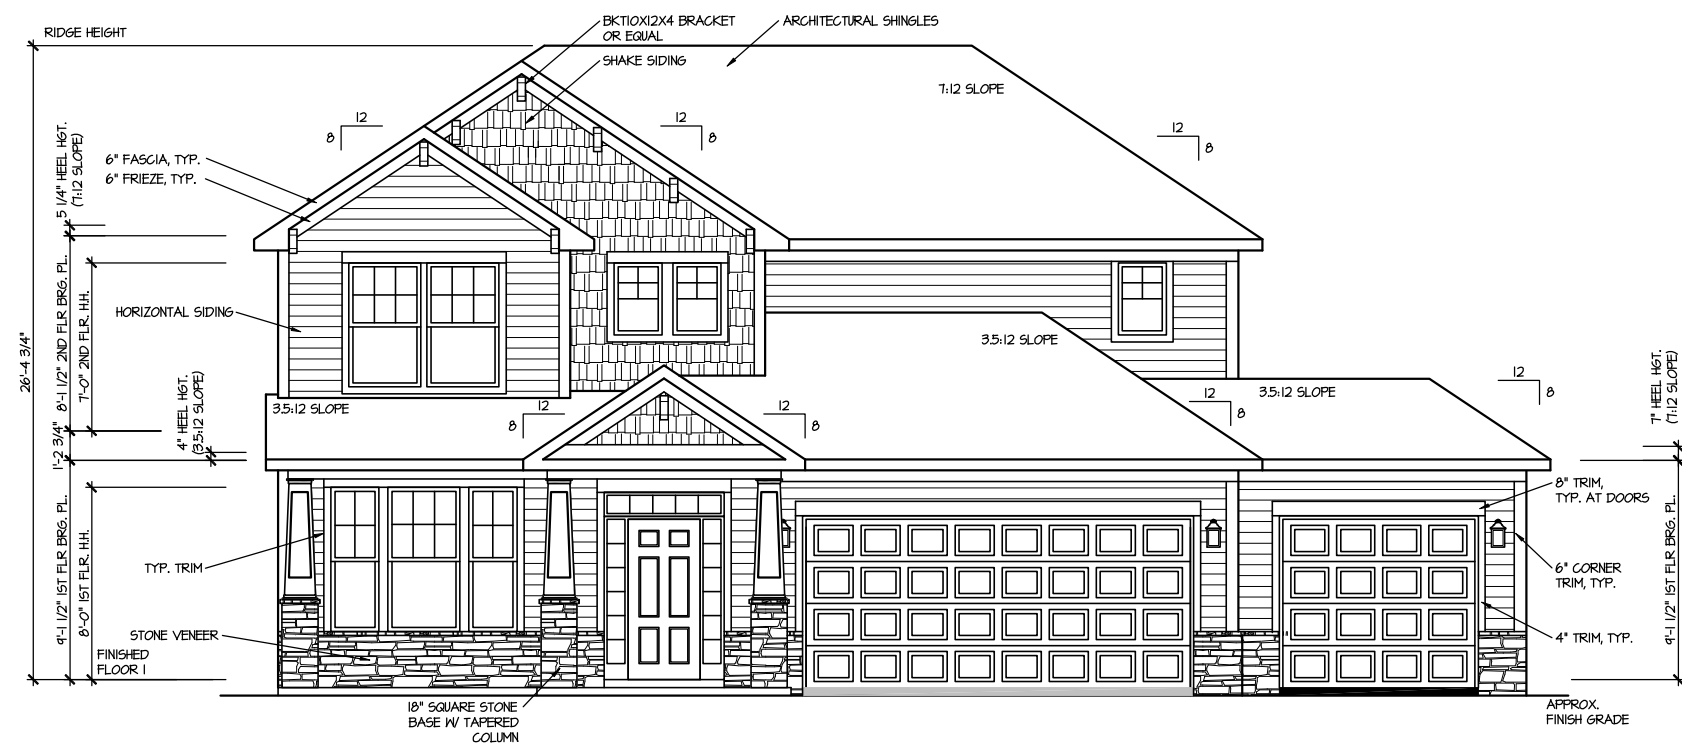 RIDGE HEIGHT
BKT10X12X4 BRACKET
OR EQUAL
ARCHITECTURAL SHINGLES
SHAKE SIDING
7:12 SLOPE
12
8
12
8
12
8
6" FASCIA, TYP.
6" FRIEZE, TYP.
5 1/4" HEEL HGT.
(7:12 SLOPE)
HORIZONTAL SIDING
26'-4 3/4"
8'-1 1/2" 2ND FLR BRG. PL.
7'-0" 2ND FLR. H.H.
3.5:12 SLOPE
3.5:12 SLOPE
3.5:12 SLOPE
12
8
12
8
12
8
12
8
4" HEEL HGT.
(3.5:12 SLOPE)
1'-2 3/4"
7" HEEL HGT.
(7:12 SLOPE)
9'-1 1/2" 1ST FLR BRG. PL.
8'-0" 1ST FLR. H.H.
TYP. TRIM
STONE VENEER
FINISHED
FLOOR 1
18" SQUARE STONE
BASE W/ TAPERED
COLUMN
8" TRIM,
TYP. AT DOORS
6" CORNER
TRIM, TYP.
4" TRIM, TYP.
9'-1 1/2" 1ST FLR BRG. PL.
APPROX.
FINISH GRADE